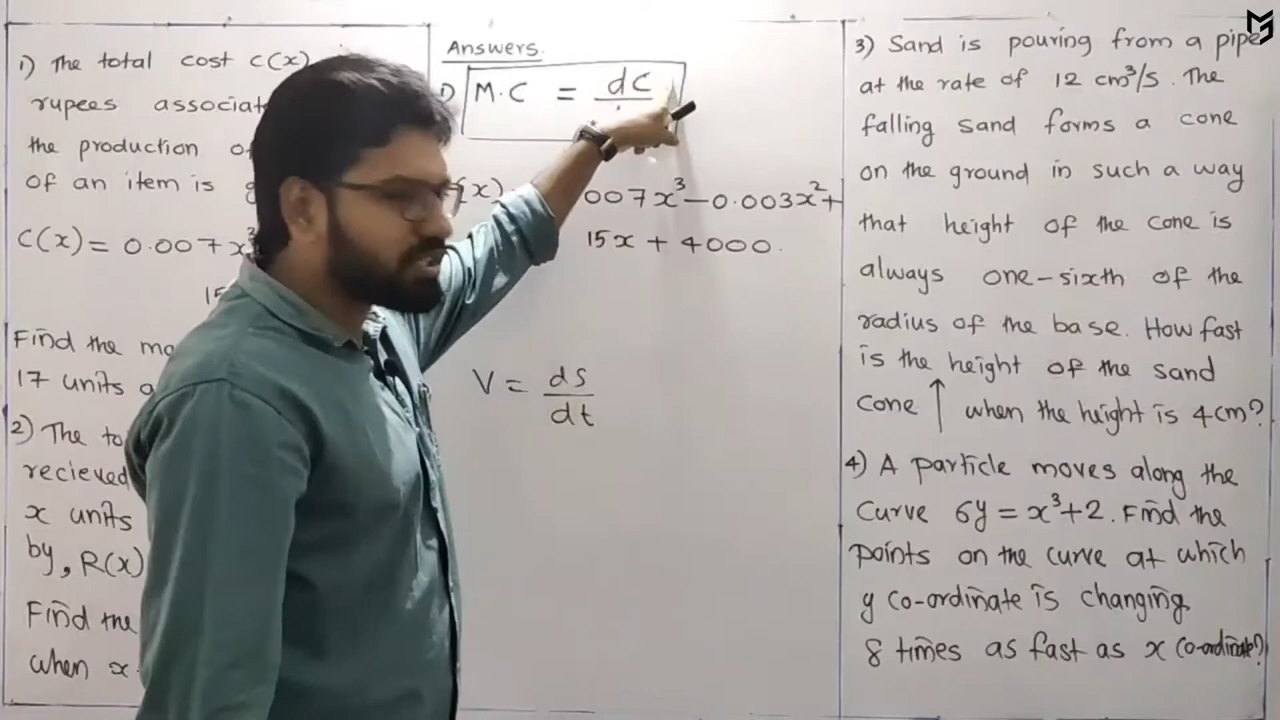 1) The total cost C(x)
rupees
the production
of an item is
C(x) = 0.007x³
15
Find the
17 units
2) The
recieved
x units
by, R(x)
Find the
when x
Answers.
1) M.C = dC
(x) 007x³ - 0.003x² +
15x + 4000.
V = ds
dt
3) Sand is pouring from a pipe
at the rate of 12 cm³/s. The
falling sand forms a cone
on the ground in such a way
that height of the cone is
always one-sixth of the
radius of the base. How fast
is the height of the sand
cone ↑ when the height is 4cm?
4) A particle moves along the
curve 6y = x³+2. Find the
points on the curve at which
y co-ordinate is changing
8 times as fast as x co-ordinate?